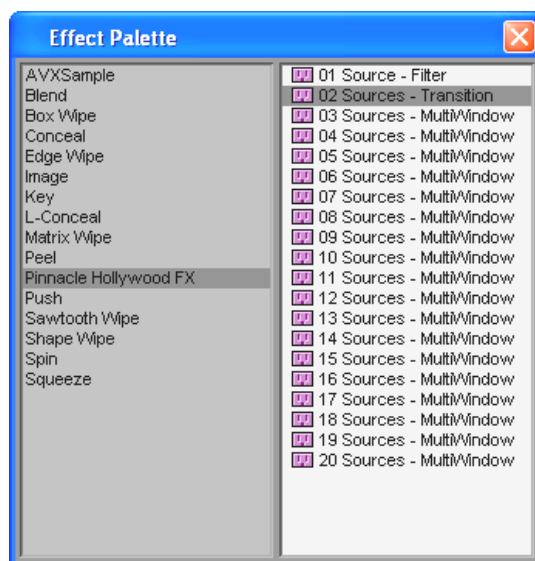 Effect Palette
AVXSample
Blend
Box Wipe
Conceal
Edge Wipe
Image
Key
L-Conceal
Matrix Wipe
Peel
Pinnacle Hollywood FX
Push
Sawtooth Wipe
Shape Wipe
Spin
Squeeze
01 Source - Filter
02 Sources - Transition
03 Sources - MultiWindow
04 Sources - MultiWindow
05 Sources - MultiWindow
06 Sources - MultiWindow
07 Sources - MultiWindow
08 Sources - MultiWindow
09 Sources - MultiWindow
10 Sources - MultiWindow
11 Sources - MultiWindow
12 Sources - MultiWindow
13 Sources - MultiWindow
14 Sources - MultiWindow
15 Sources - MultiWindow
16 Sources - MultiWindow
17 Sources - MultiWindow
18 Sources - MultiWindow
19 Sources - MultiWindow
20 Sources - MultiWindow